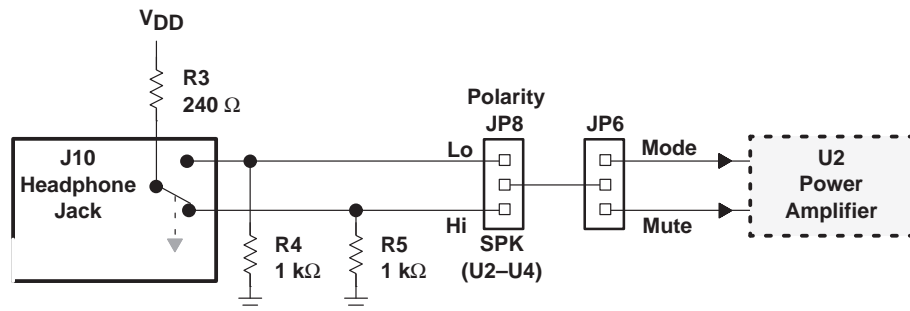 VDD
R3
240 Ω
J10
Headphone
Jack
Polarity
JP8
JP6
Lo
Mode
U2
Power
Amplifier
Hi
Mute
R4
1 kΩ
R5
1 kΩ
SPK
(U2–U4)